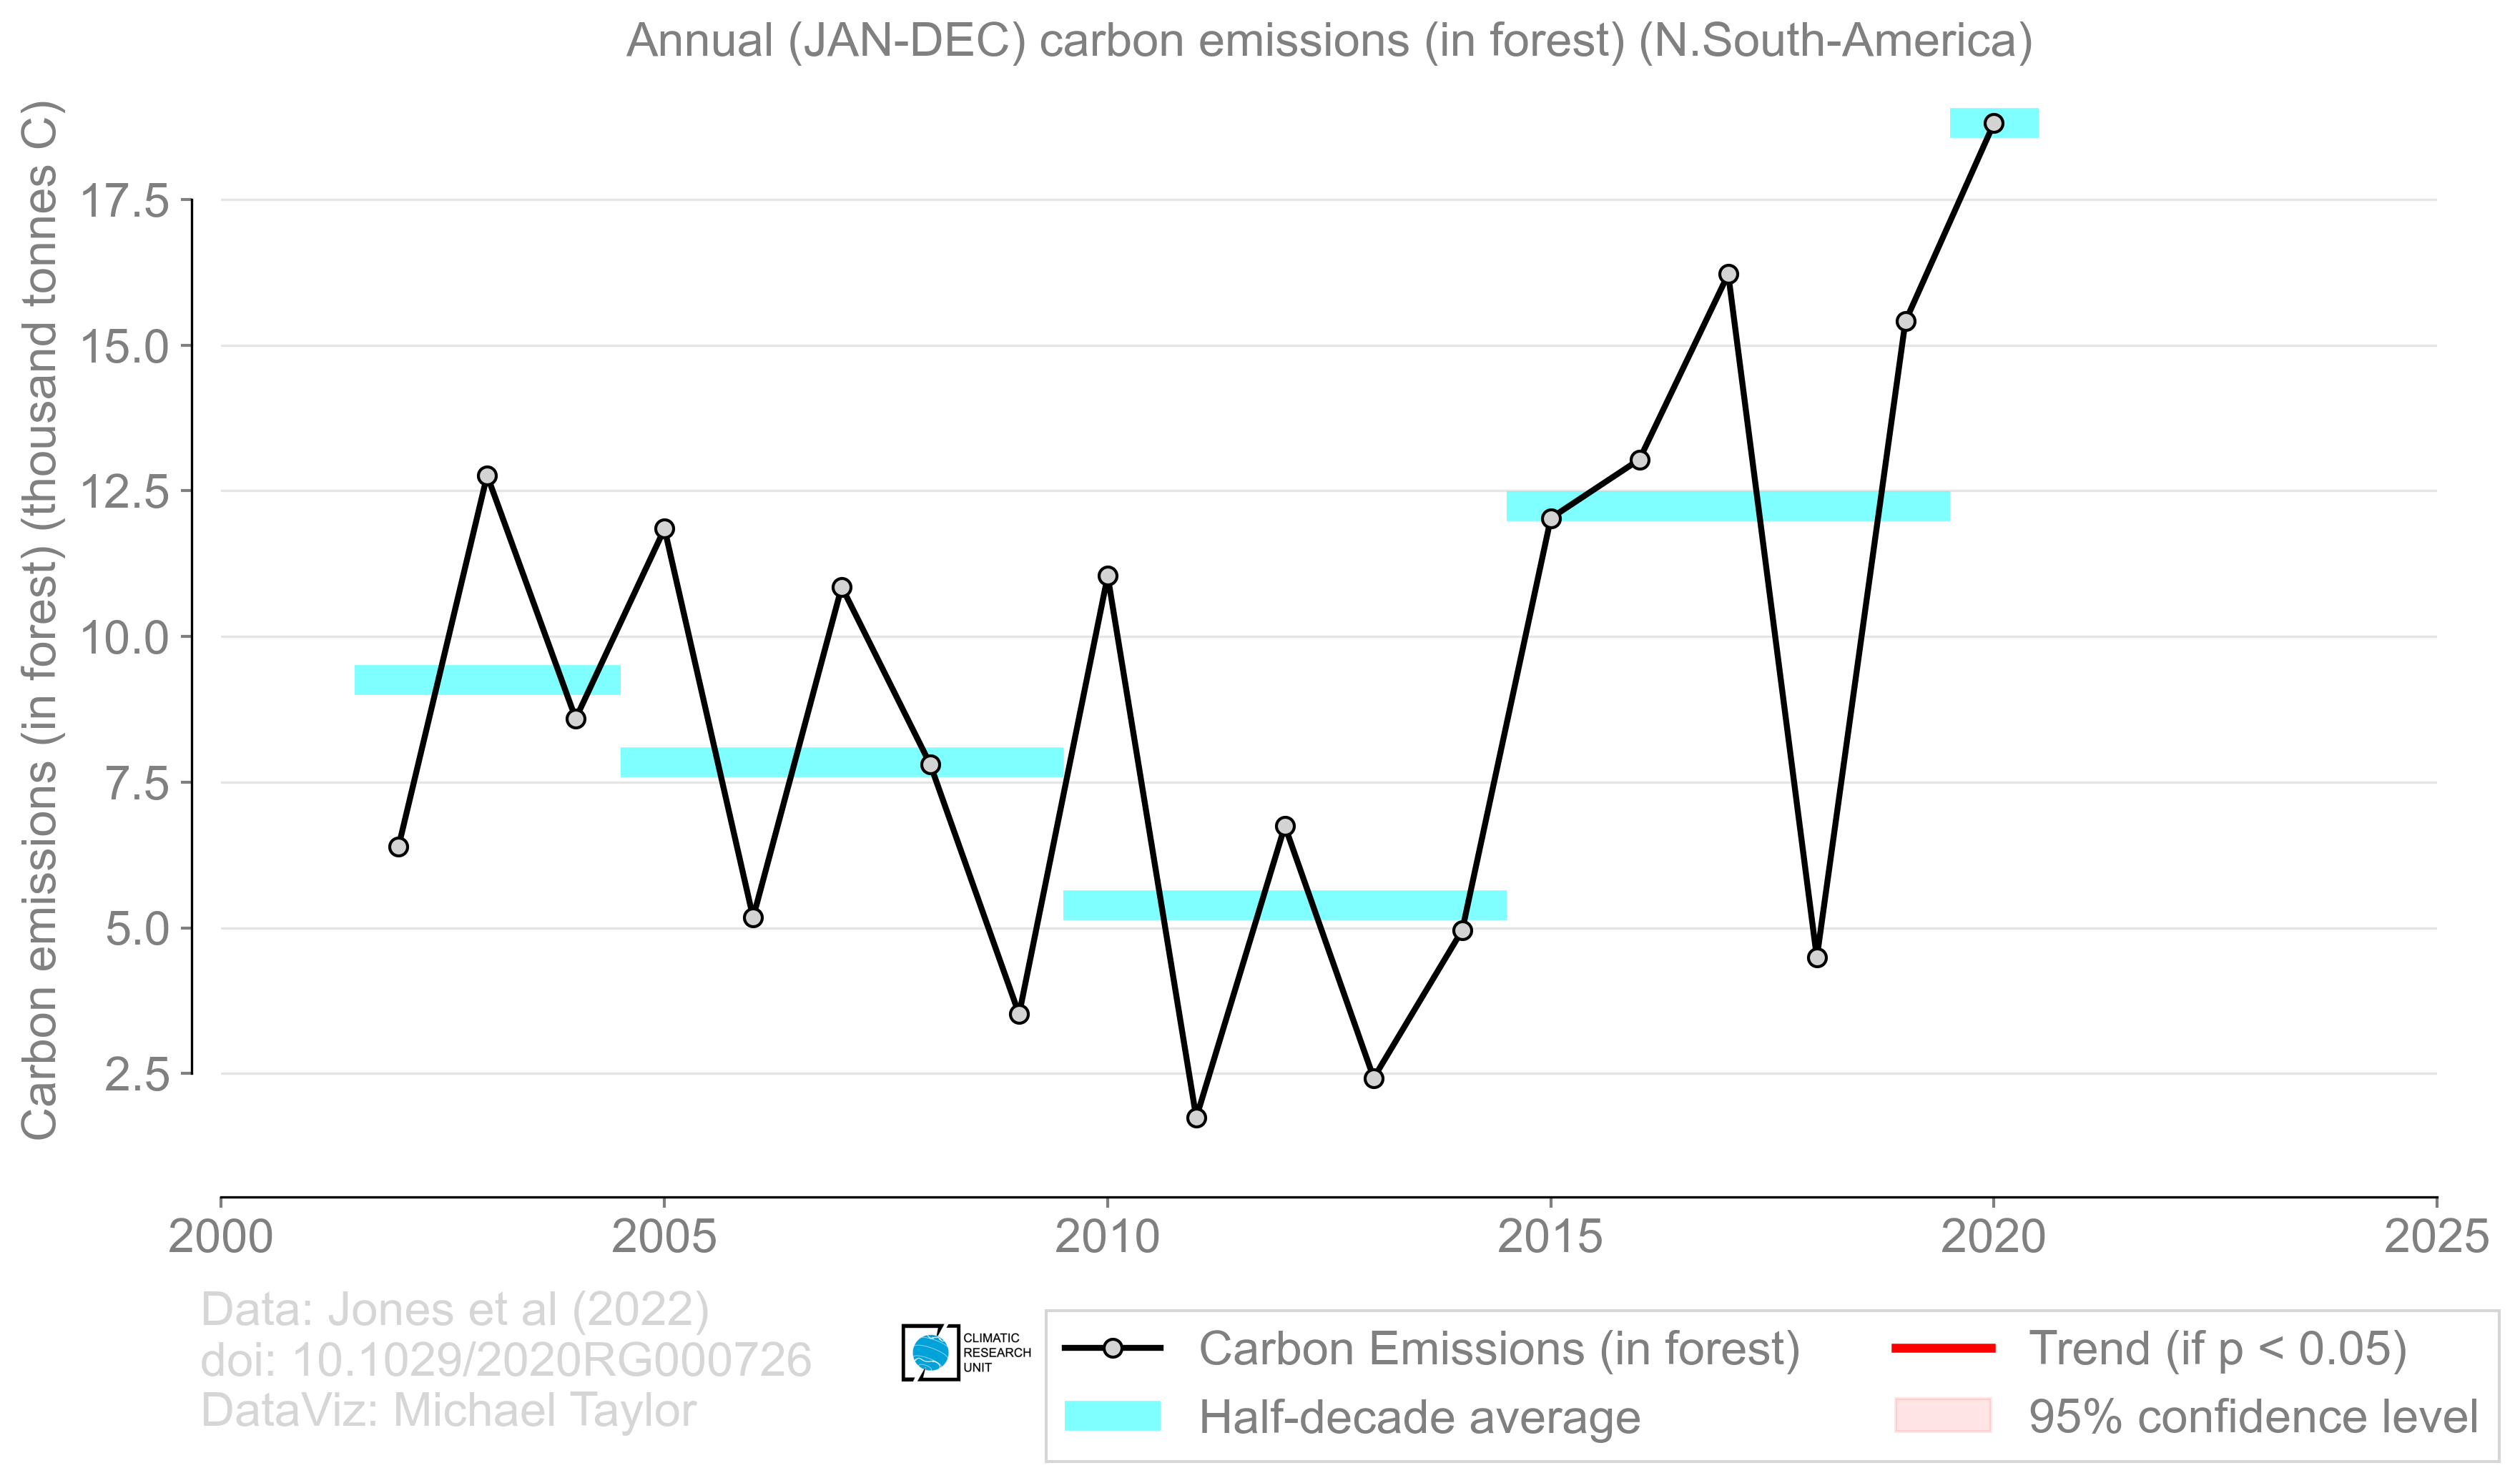 Annual (JAN-DEC) carbon emissions (in forest) (N.South-America)
Carbon emissions (in forest) (thousand tonnes C)
17.5
15.0
12.5
10.0
7.5
5.0
2.5
2000 2005 2010 2015 2020 2025
Data: Jones et al (2022)
doi: 10.1029/2020RG000726
DataViz: Michael Taylor
CLIMATIC
RESEARCH
UNIT
Carbon Emissions (in forest)
Half-decade average
Trend (if p < 0.05)
95% confidence level